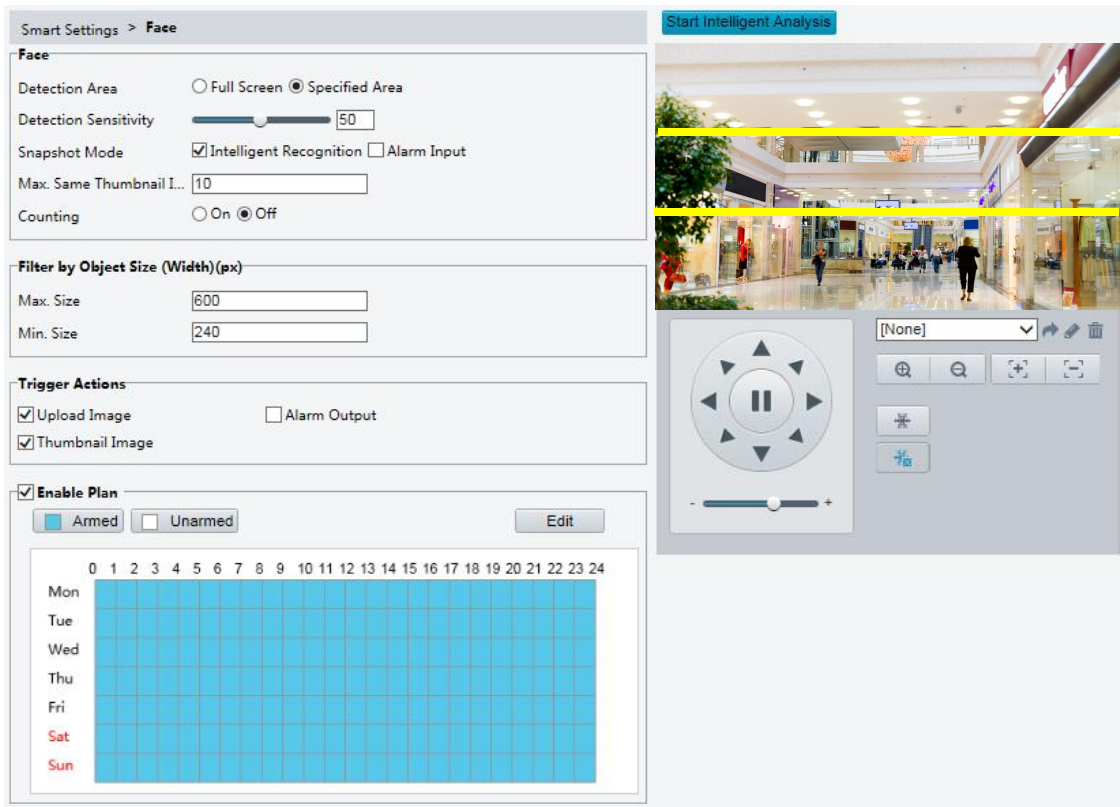 Smart Settings > Face
Start Intelligent Analysis
Face
Detection Area Full Screen Specified Area
Detection Sensitivity 50
Snapshot Mode Intelligent Recognition Alarm Input
Max. Same Thumbnail I... 10
Counting On Off
Filter by Object Size (Width)(px)
Max. Size 600
Min. Size 240
[None]
Trigger Actions
Upload Image Alarm Output
Thumbnail Image
- +
Enable Plan
Armed Unarmed Edit
0 1 2 3 4 5 6 7 8 9 10 11 12 13 14 15 16 17 18 19 20 21 22 23 24
Mon
Tue
Wed
Thu
Fri
Sat
Sun